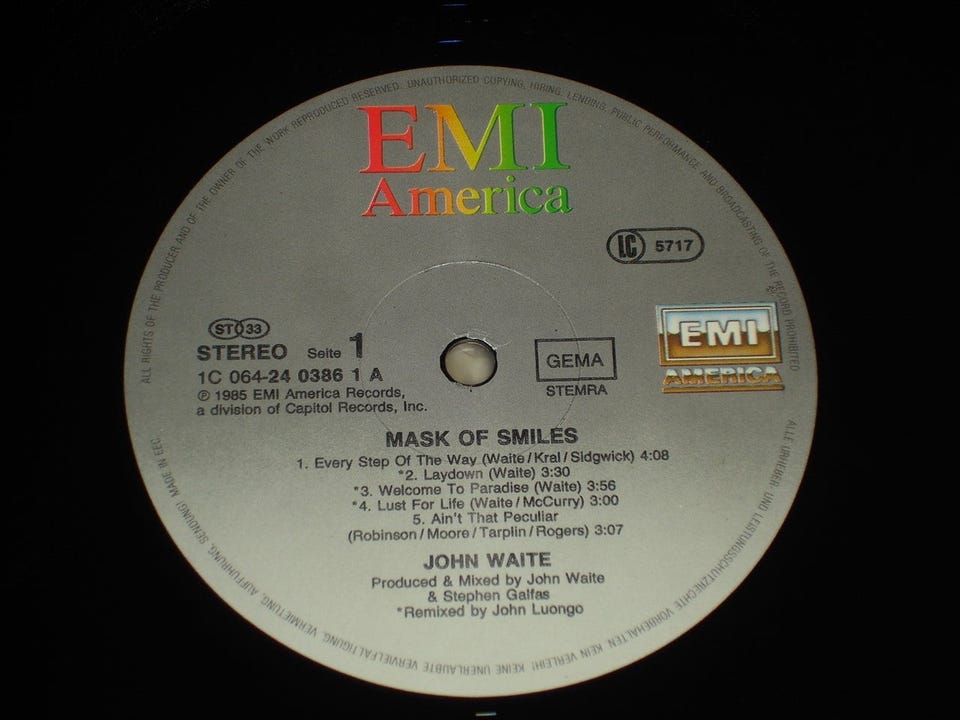 ALL RIGHTS OF THE PRODUCER AND OF THE OWNER OF THE WORK REPRODUCED RESERVED. UNAUTHORIZED COPYING, HIRING, LENDING, PUBLIC PERFORMANCE AND BROADCASTING OF THE RECORD PROHIBITED
EMI
America
LC 5717
ST 33
STEREO Seite 1
1C 064-24 0386 1 A
℗ 1985 EMI America Records,
a division of Capitol Records, Inc.
GEMA
STEMRA
EMI
AMERICA
MASK OF SMILES
1. Every Step Of The Way (Waite/Kral/Sidgwick) 4:08
*2. Laydown (Waite) 3:30
*3. Welcome To Paradise (Waite) 3:56
*4. Lust For Life (Waite/McCurry) 3:00
5. Ain't That Peculiar
(Robinson/Moore/Tarplin/Rogers) 3:07
JOHN WAITE
Produced & Mixed by John Waite
& Stephen Galfas
*Remixed by John Luongo
ALLE URHEBER- UND LEISTUNGSSCHUTZRECHTE VORBEHALTEN. KEIN VERLEIH! KEINE UNERLAUBTE VERVIELFÄLTIGUNG, VERMIETUNG, AUFFÜHRUNG, SENDUNG! MADE IN EEC.